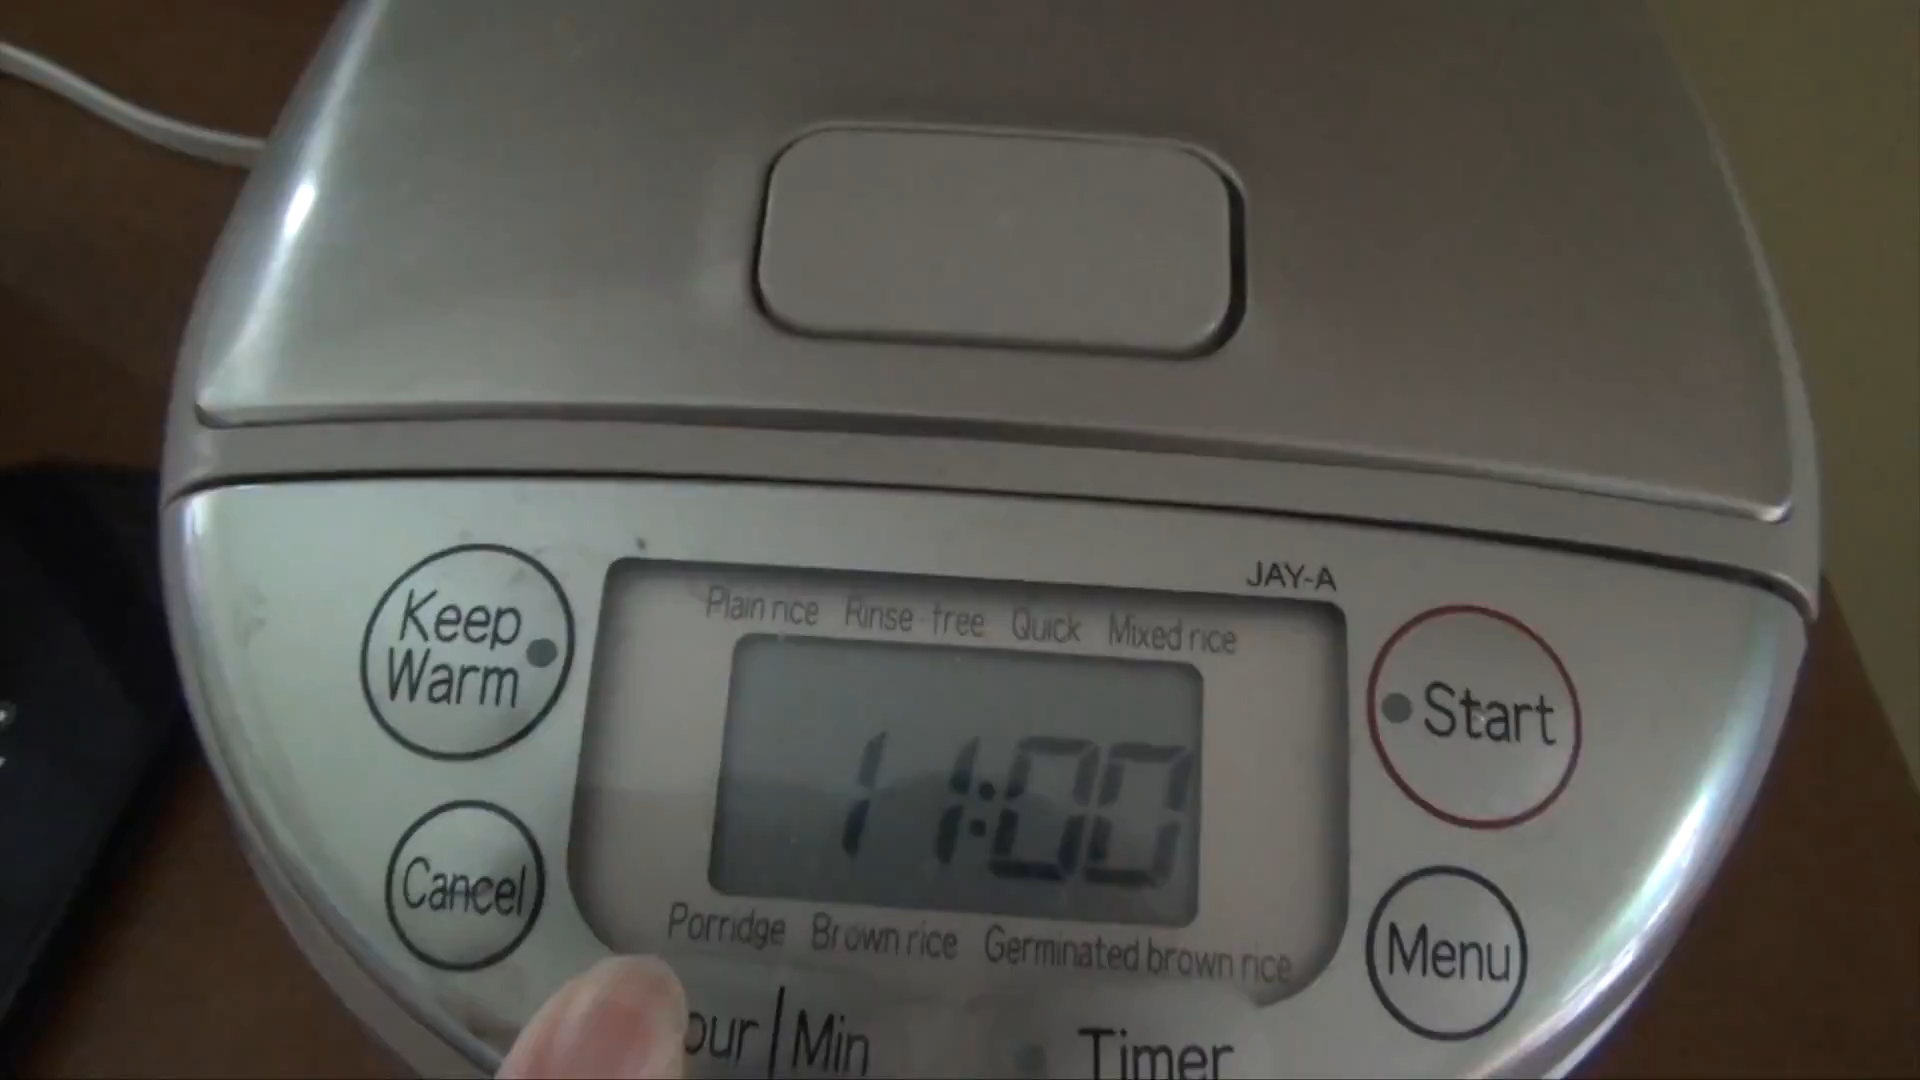 JAY-A
Plain rice Rinse-free Quick Mixed rice
Keep
Warm
11:00
Start
Cancel
Porridge Brown rice Germinated brown rice
Menu
Min
Timer